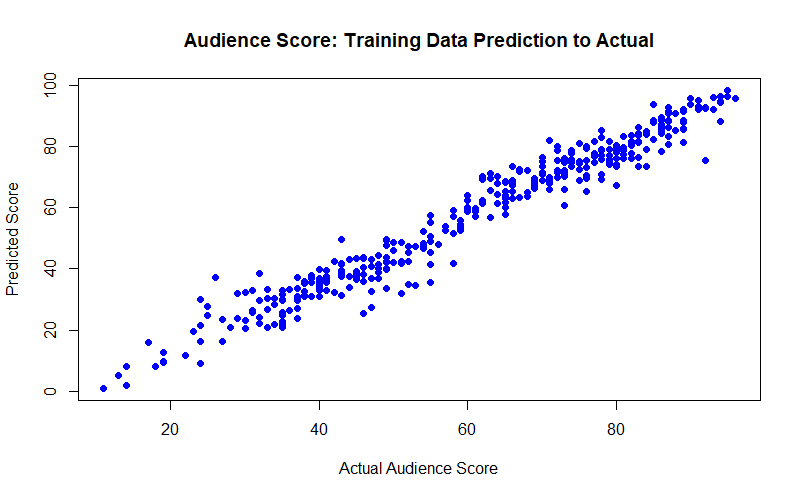 Audience Score: Training Data Prediction to Actual
100
80
60
40
20
0
Predicted Score
20 40 60 80
Actual Audience Score